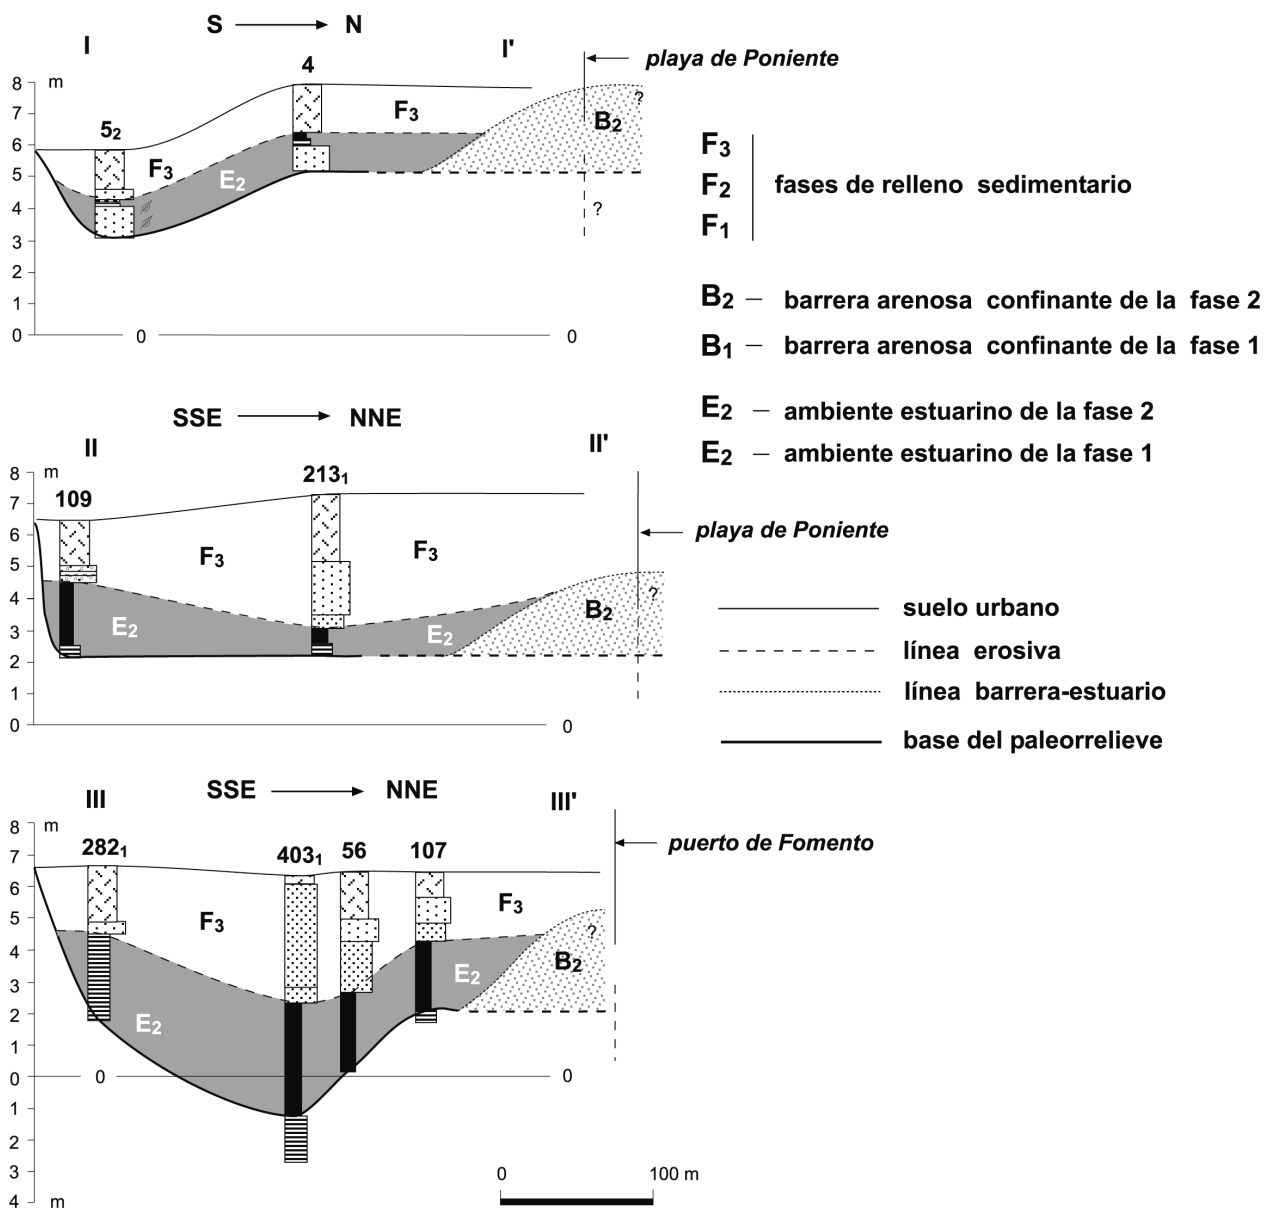 S N
I I'
playa de Poniente
4
5₂
8 m
7
6
5
4
3
2
1
0 0 0
F₃
F₃
E₂
B₂
?
?
F₃
F₂ fases de relleno sedimentario
F₁
B₂ – barrera arenosa confinante de la fase 2
B₁ – barrera arenosa confinante de la fase 1
E₂ – ambiente estuarino de la fase 2
E₂ – ambiente estuarino de la fase 1
SSE NNE
II II'
213₁
109
playa de Poniente
8 m
7
6
5
4
3
2
1
0 0
F₃ F₃
E₂ E₂
B₂
?
suelo urbano
línea erosiva
línea barrera-estuario
base del paleorrelieve
SSE NNE
III III'
282₁ 403₁ 56 107
puerto de Fomento
8 m
7
6
5
4
3
2
1
0 0 0
1
2
3
4 m
F₃ F₃
E₂ E₂
B₂
?
0 100 m